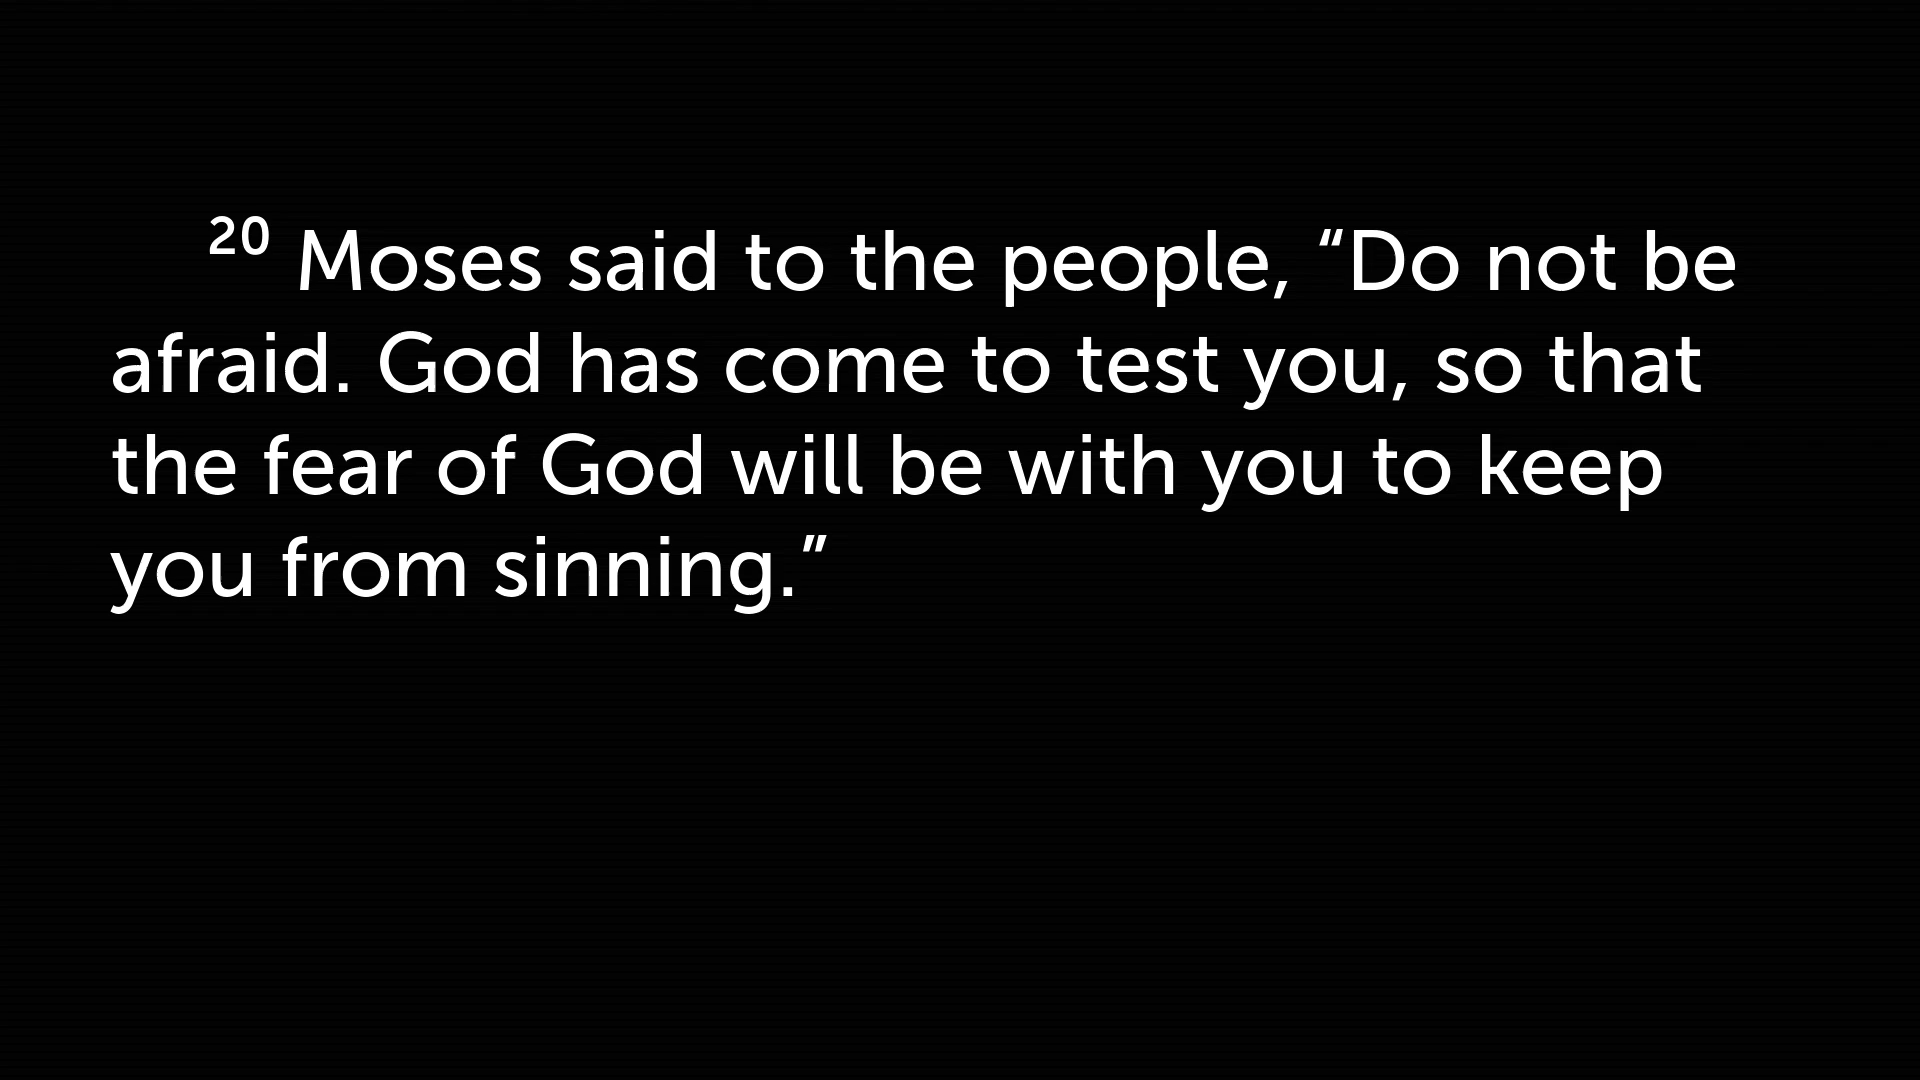 20 Moses said to the people, “Do not be
afraid. God has come to test you, so that
the fear of God will be with you to keep
you from sinning.”